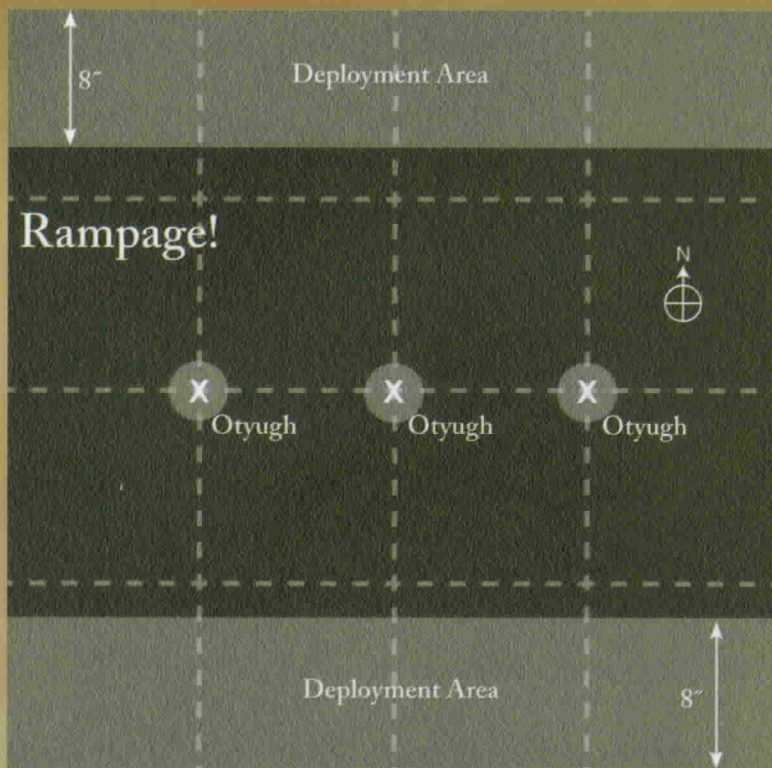 8"
Deployment Area
Rampage!
N
X
X
X
Otyugh
Otyugh
Otyugh
Deployment Area
8"